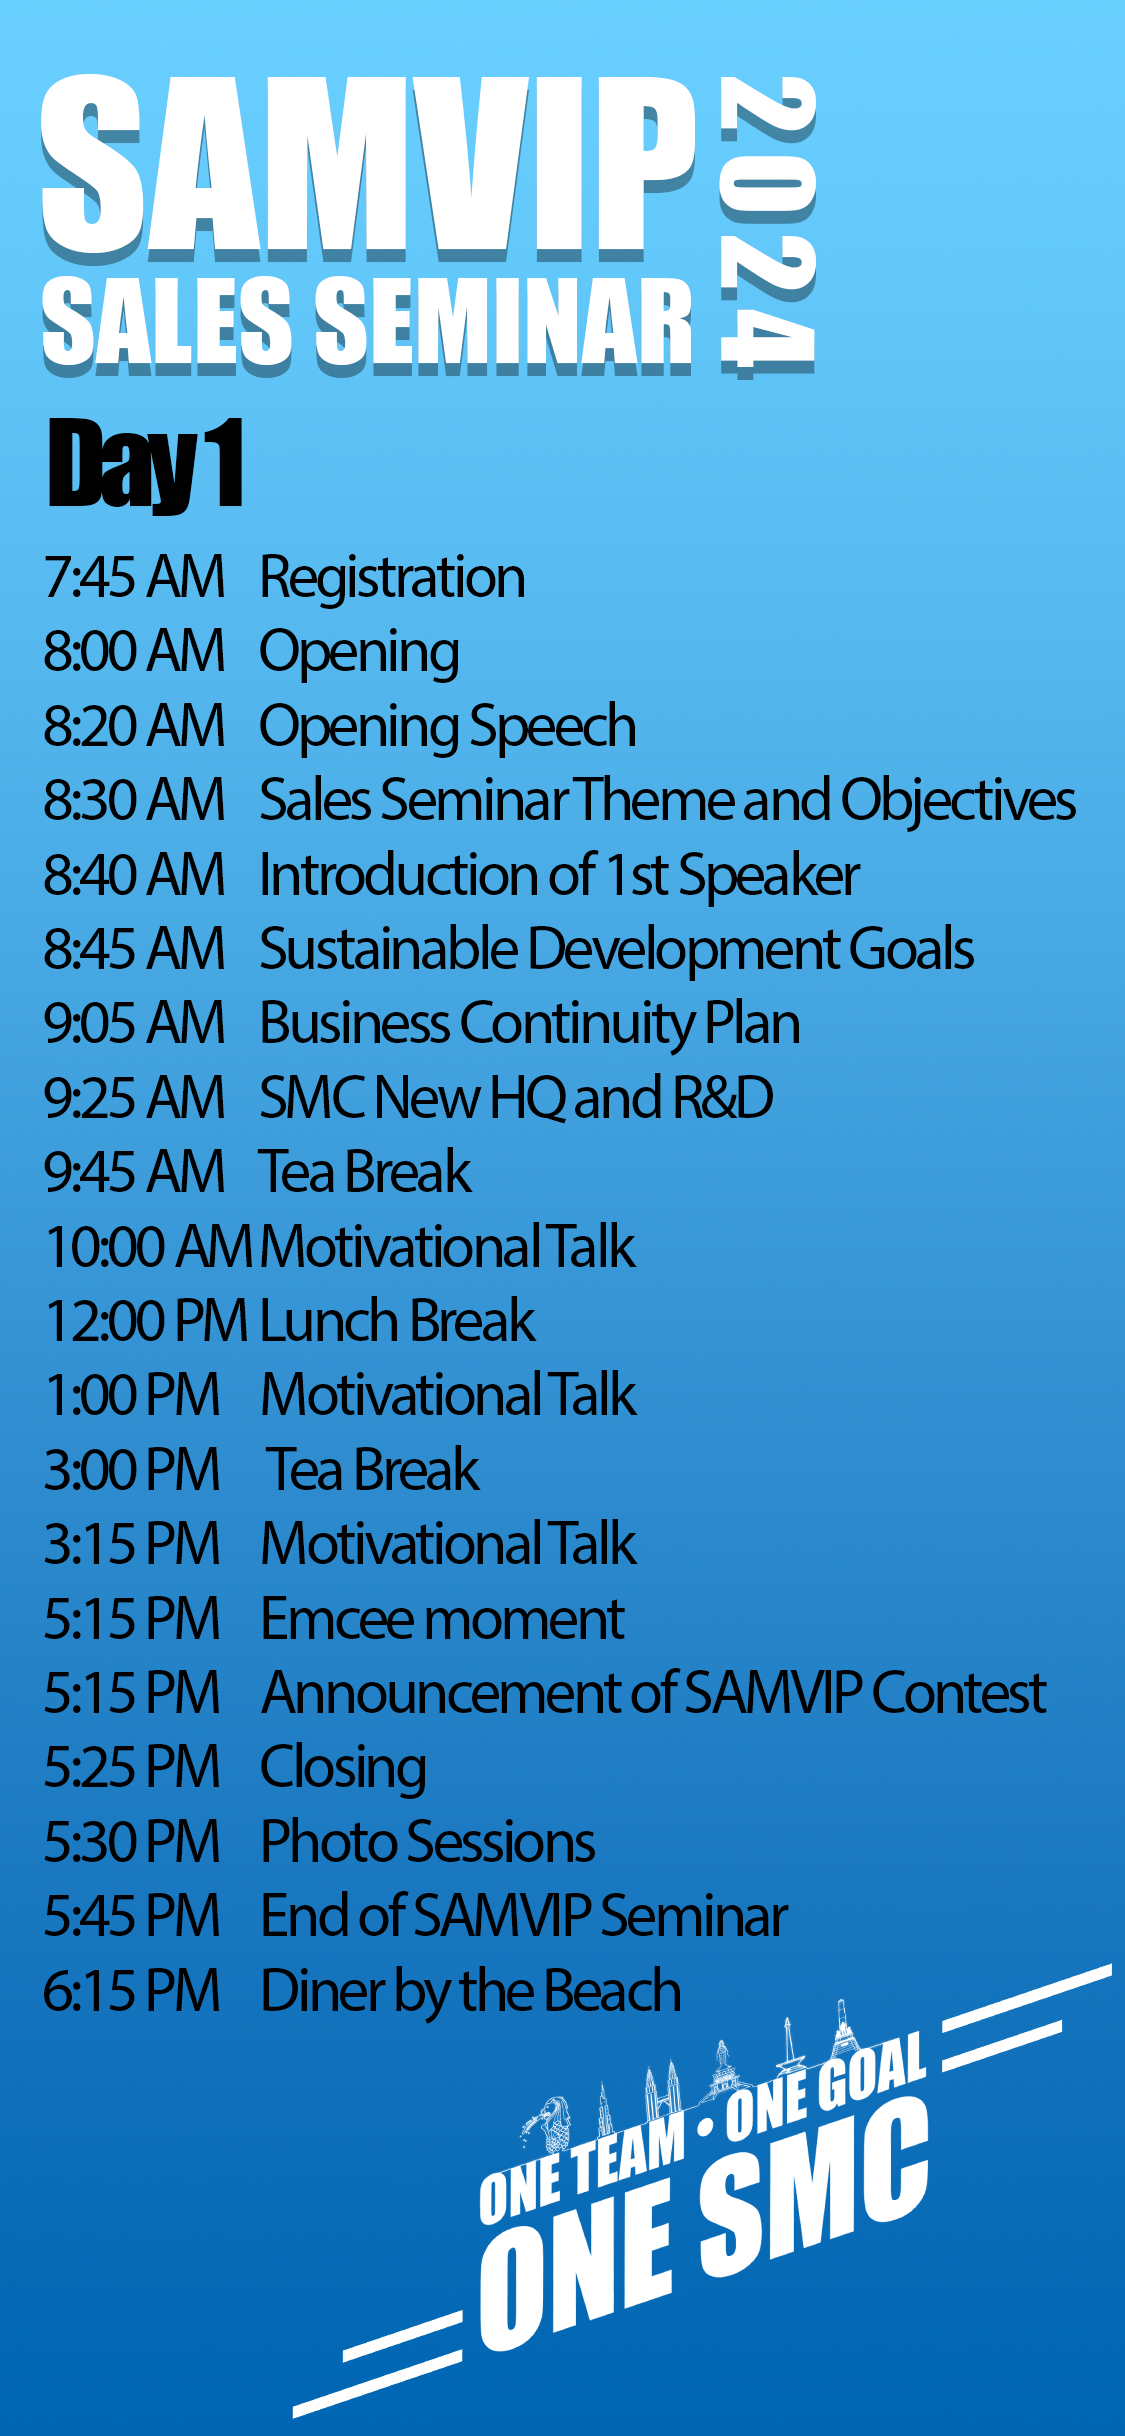 SAMVIP
SALES SEMINAR
2024
Day 1
7:45 AM Registration
8:00 AM Opening
8:20 AM Opening Speech
8:30 AM Sales Seminar Theme and Objectives
8:40 AM Introduction of 1st Speaker
8:45 AM Sustainable Development Goals
9:05 AM Business Continuity Plan
9:25 AM SMC New HQ and R&D
9:45 AM Tea Break
10:00 AM Motivational Talk
12:00 PM Lunch Break
1:00 PM Motivational Talk
3:00 PM Tea Break
3:15 PM Motivational Talk
5:15 PM Emcee moment
5:15 PM Announcement of SAMVIP Contest
5:25 PM Closing
5:30 PM Photo Sessions
5:45 PM End of SAMVIP Seminar
6:15 PM Diner by the Beach
ONE TEAM • ONE GOAL
ONE SMC